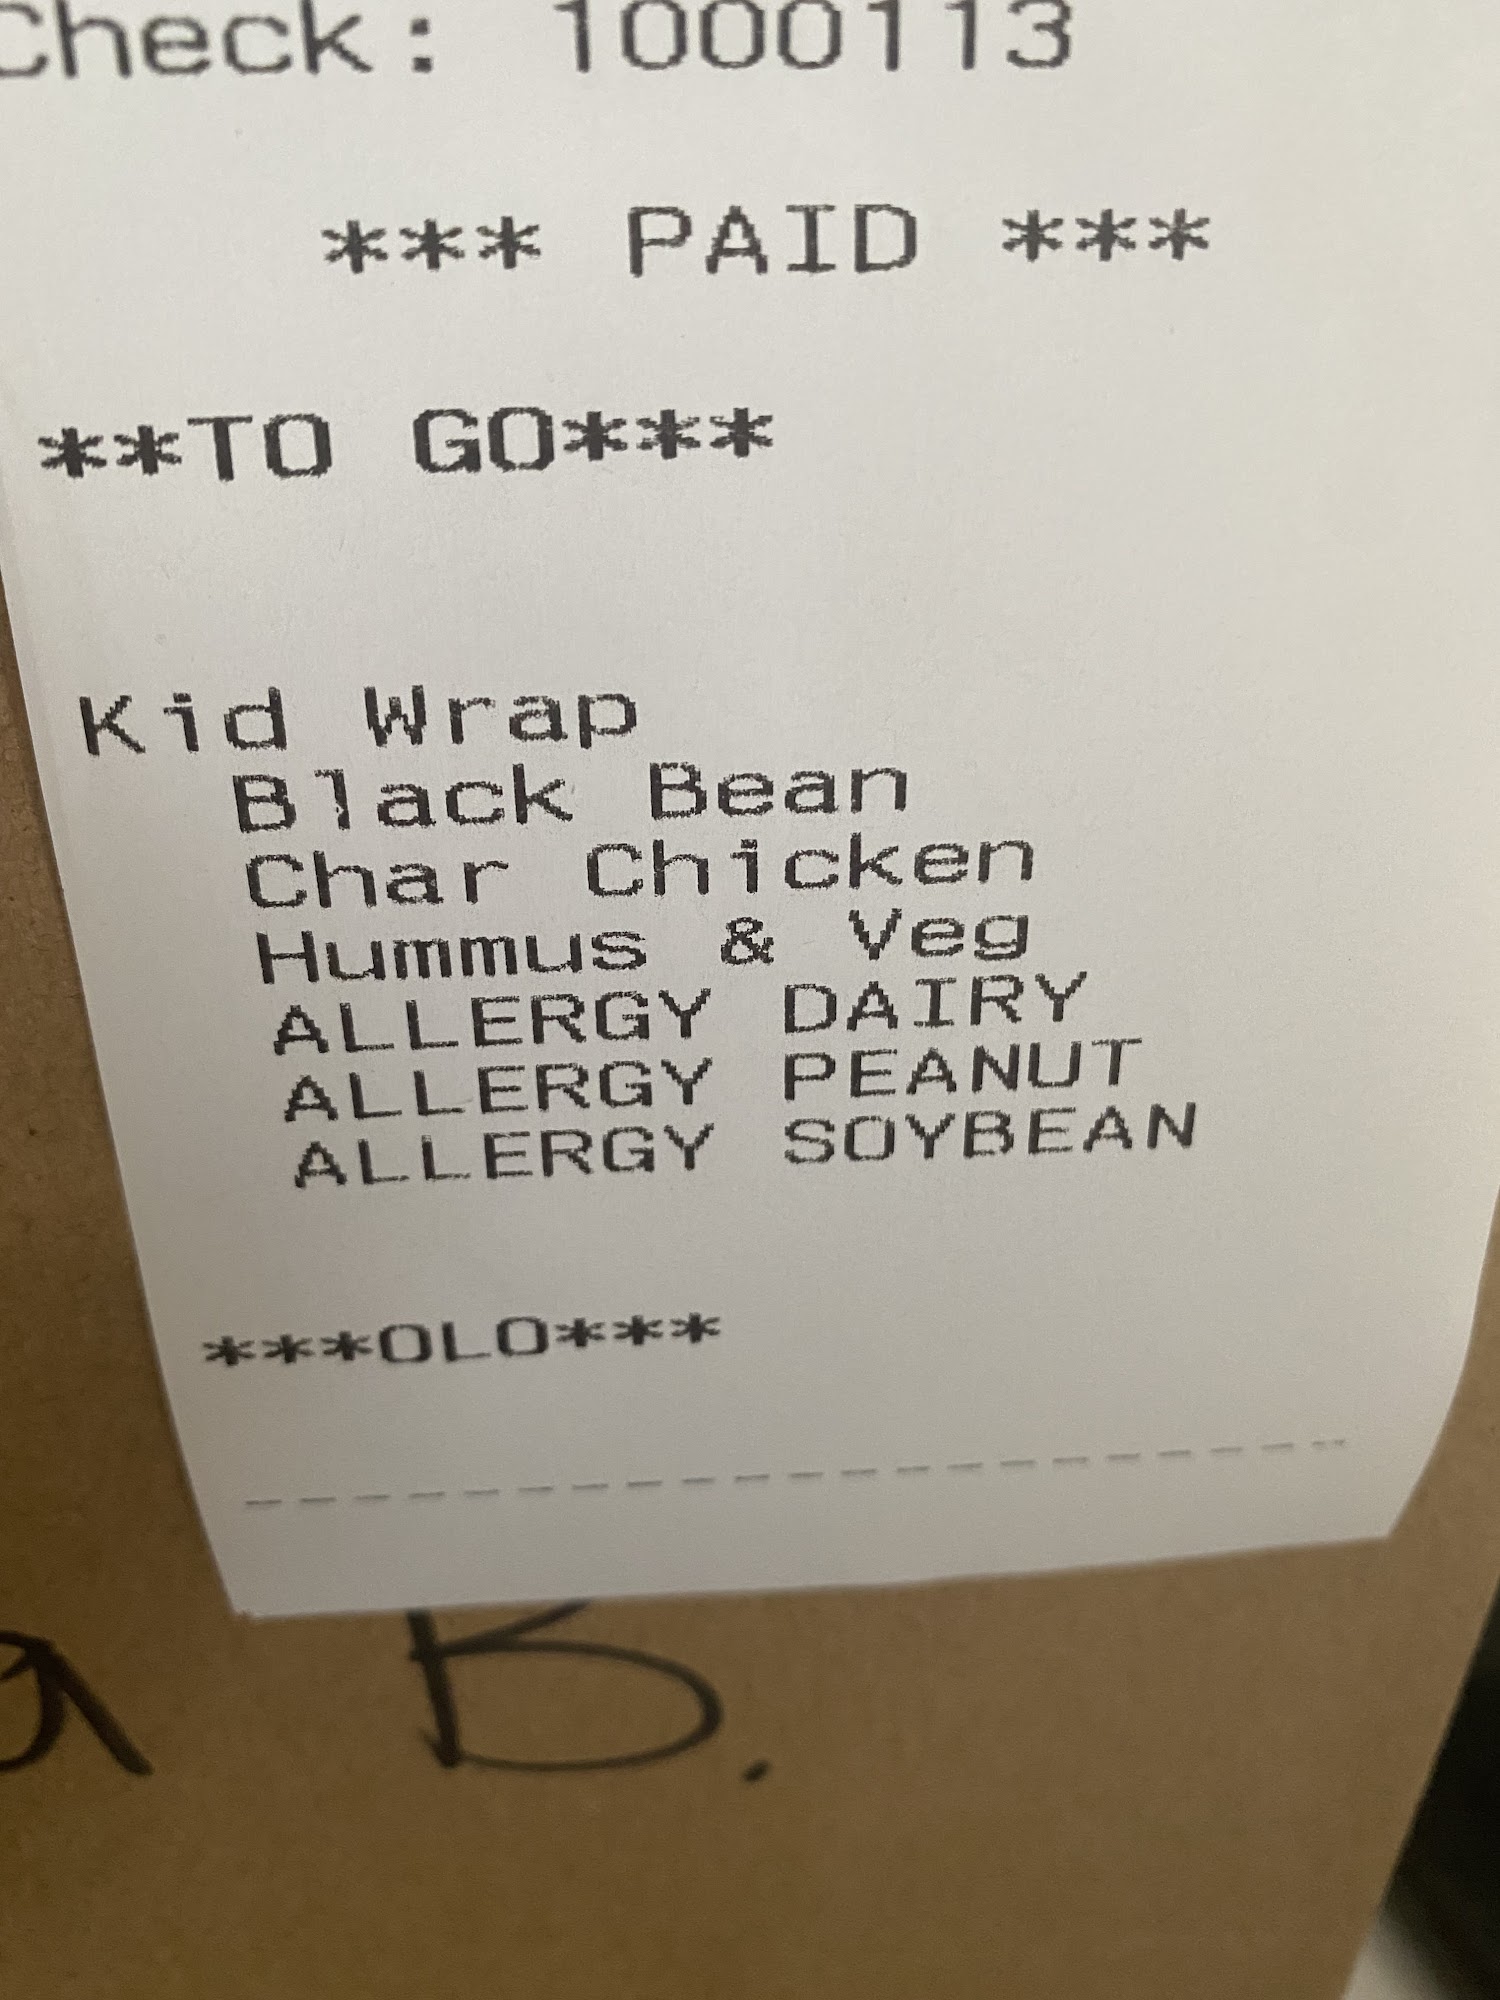 Check: 1000113
*** PAID ***
**TO GO***
Kid Wrap
Black Bean
Char Chicken
Hummus & Veg
ALLERGY DAIRY
ALLERGY PEANUT
ALLERGY SOYBEAN
***OLO***
B.